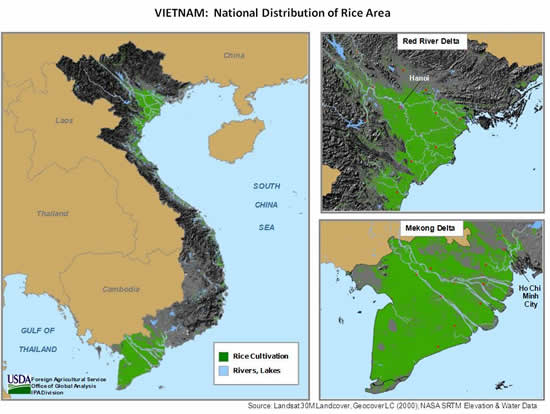 VIETNAM: National Distribution of Rice Area
China
Laos
Thailand
Cambodia
SOUTH
CHINA
SEA
GULF OF
THAILAND
Rice Cultivation
Rivers, Lakes
USDA Foreign Agricultural Service
Office of Global Analysis
IPA Division
Red River Delta
Hanoi
Mekong Delta
Ho Chi
Minh
City
Source: Landsat 30M Landcover, Geocover LC (2000), NASA SRTM Elevation & Water Data